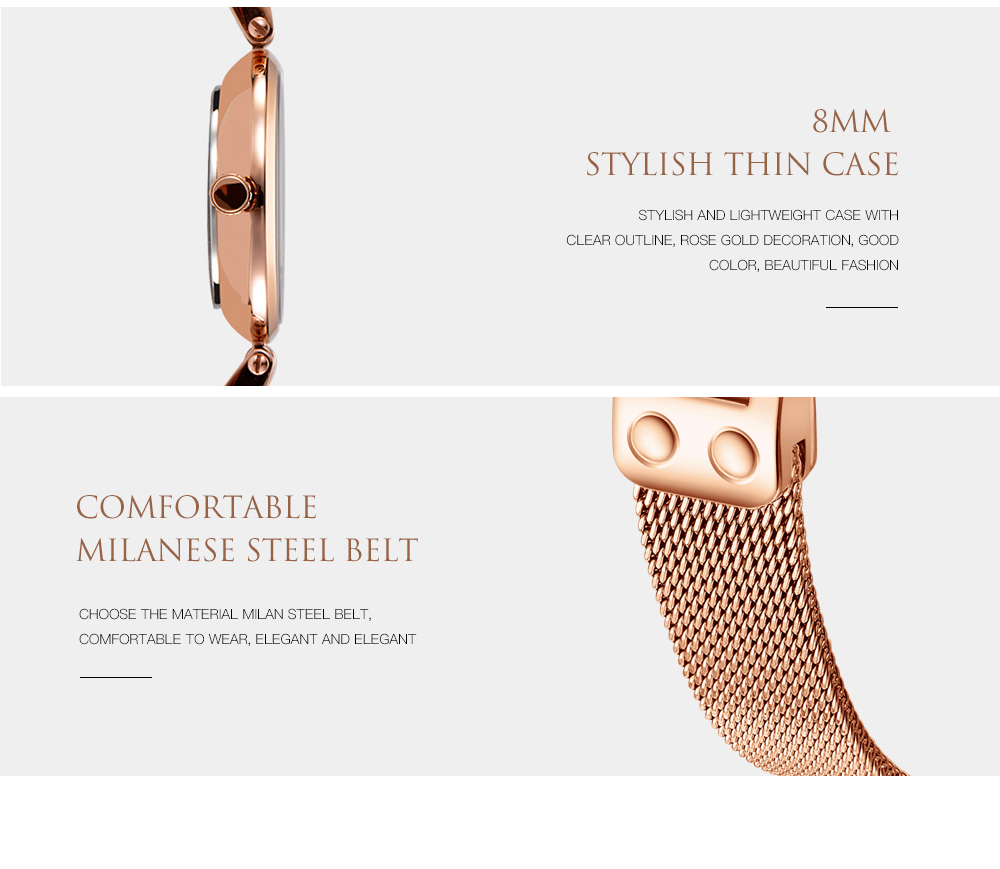 8MM
STYLISH THIN CASE
STYLISH AND LIGHTWEIGHT CASE WITH
CLEAR OUTLINE, ROSE GOLD DECORATION, GOOD
COLOR, BEAUTIFUL FASHION
COMFORTABLE
MILANESE STEEL BELT
CHOOSE THE MATERIAL MILAN STEEL BELT,
COMFORTABLE TO WEAR, ELEGANT AND ELEGANT